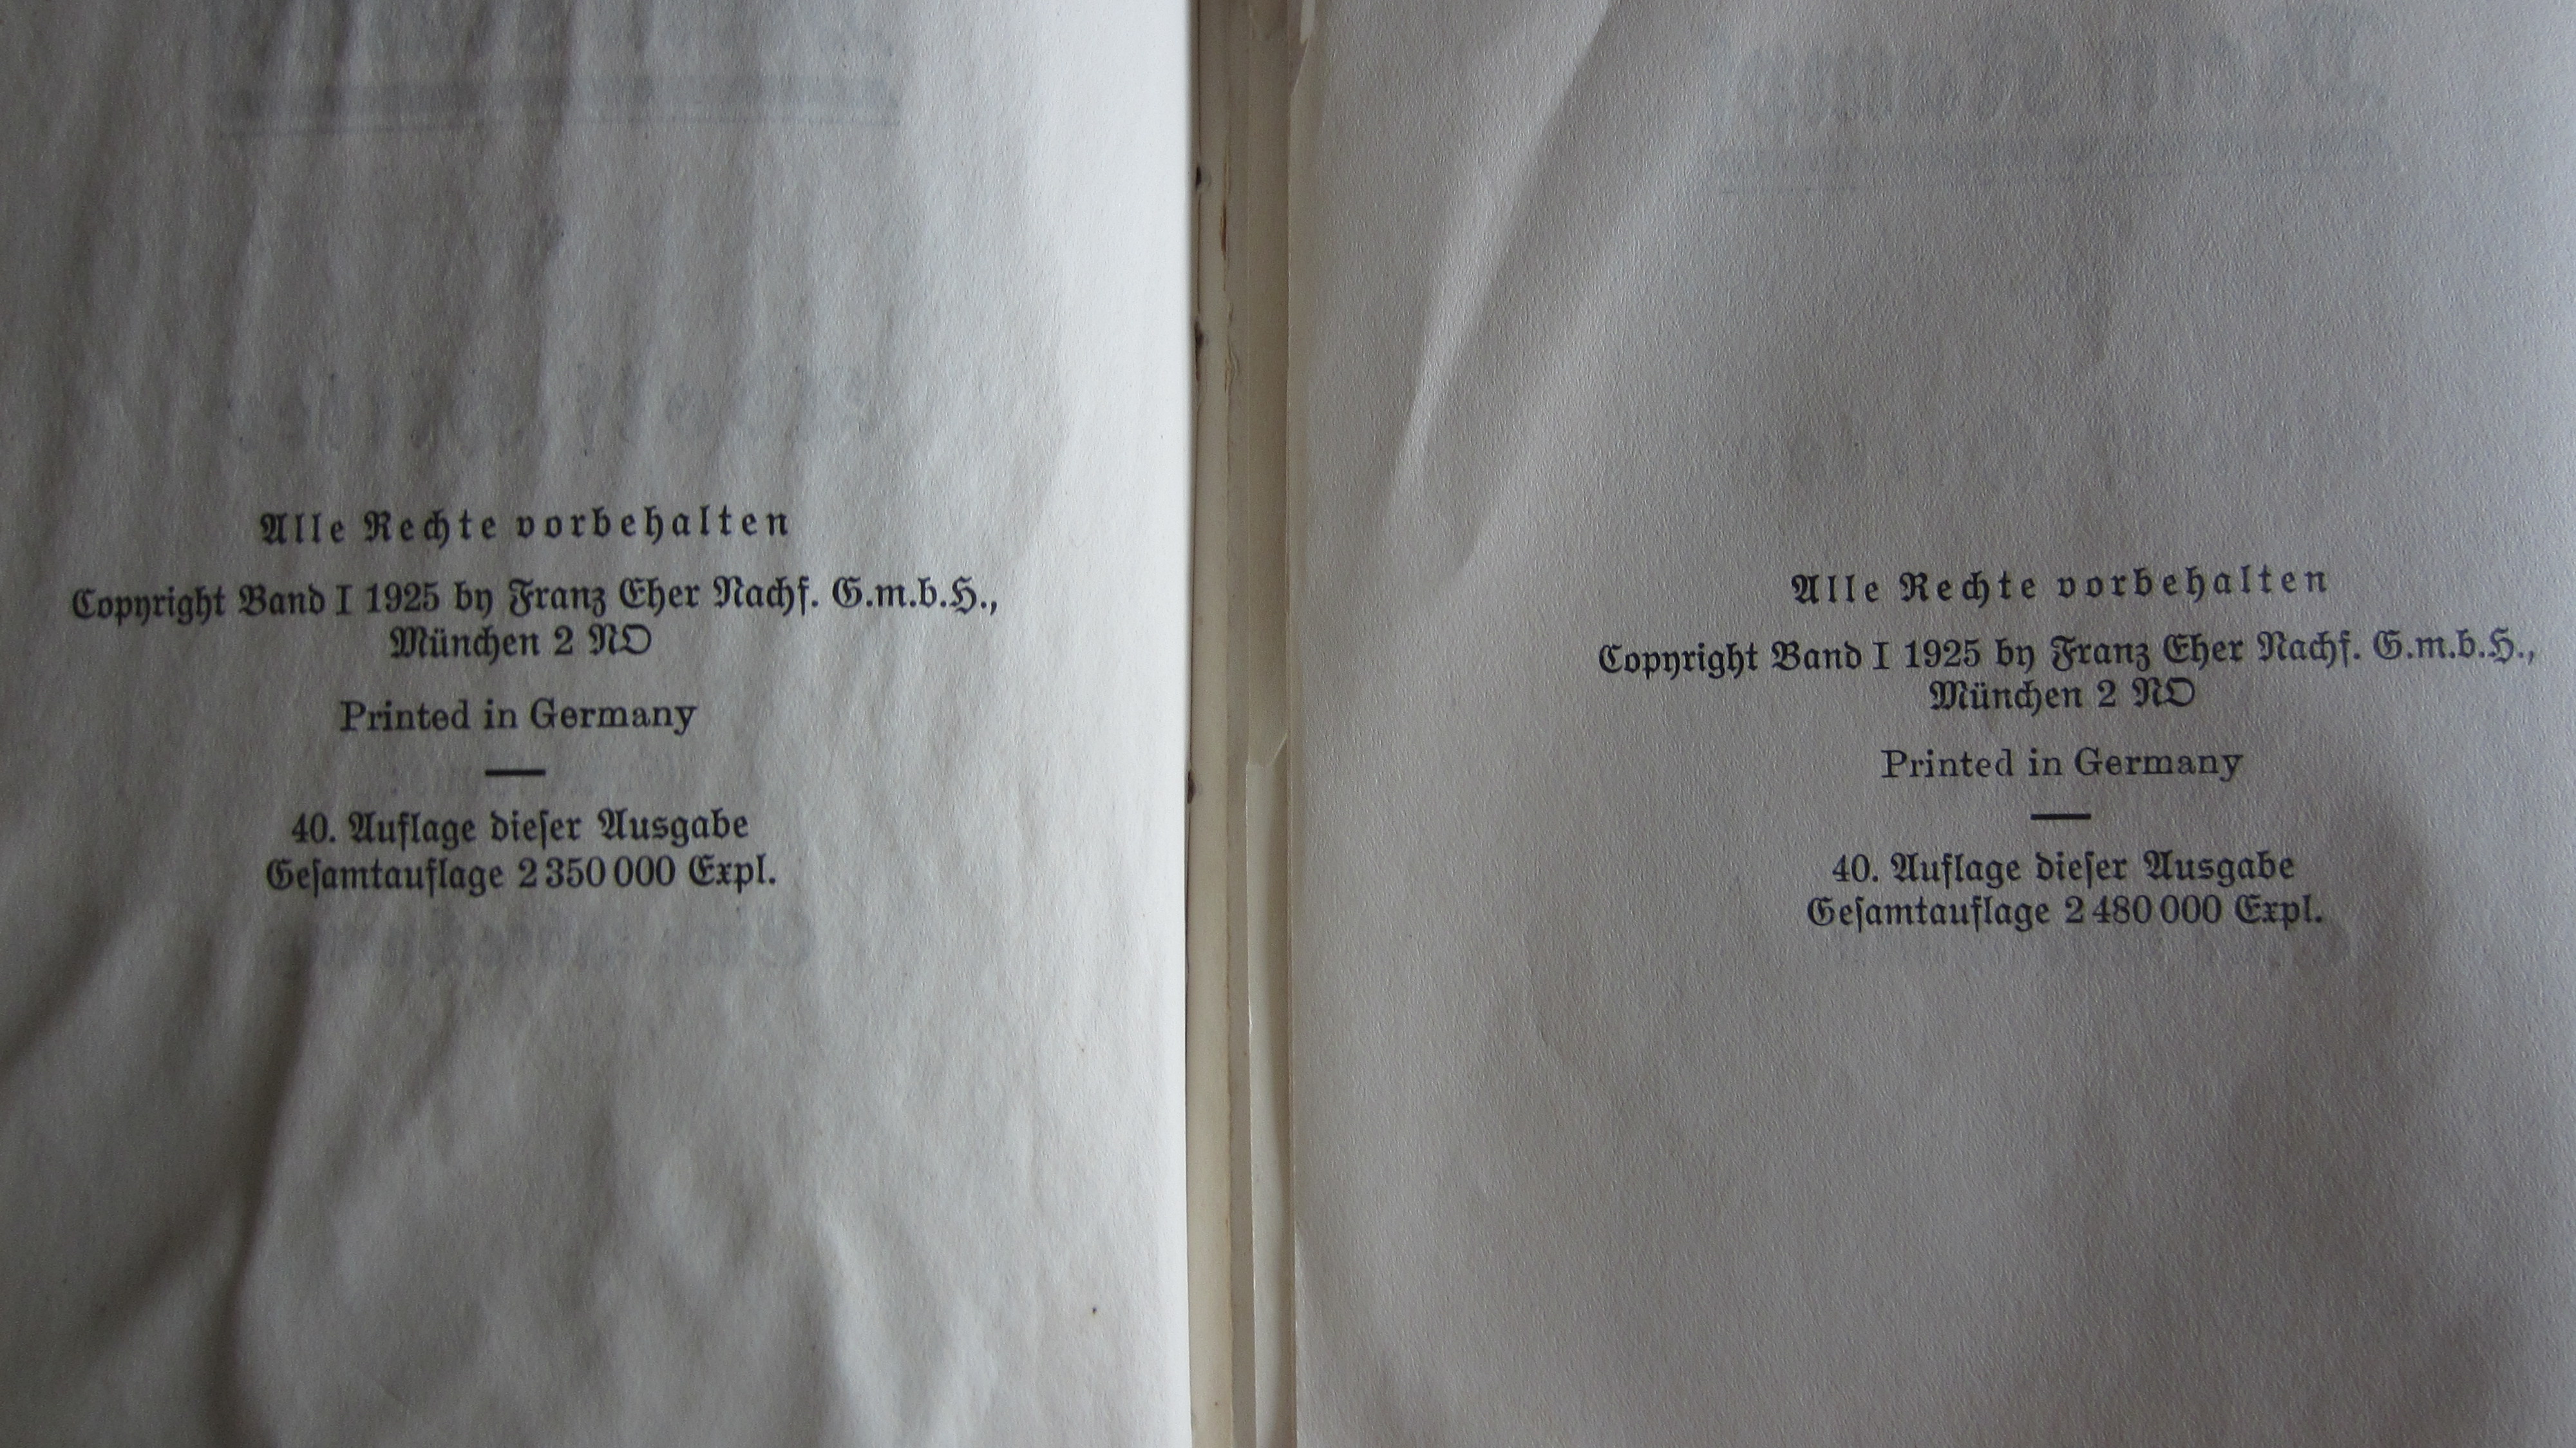 Alle Rechte vorbehalten
Copyright Band I 1925 by Franz Eher Nachf. G.m.b.H.,
München 2 NO
Printed in Germany
40. Auflage dieſer Ausgabe
Geſamtauflage 2 350 000 Expl.
Alle Rechte vorbehalten
Copyright Band I 1925 by Franz Eher Nachf. G.m.b.H.,
München 2 NO
Printed in Germany
40. Auflage dieſer Ausgabe
Geſamtauflage 2 480 000 Expl.